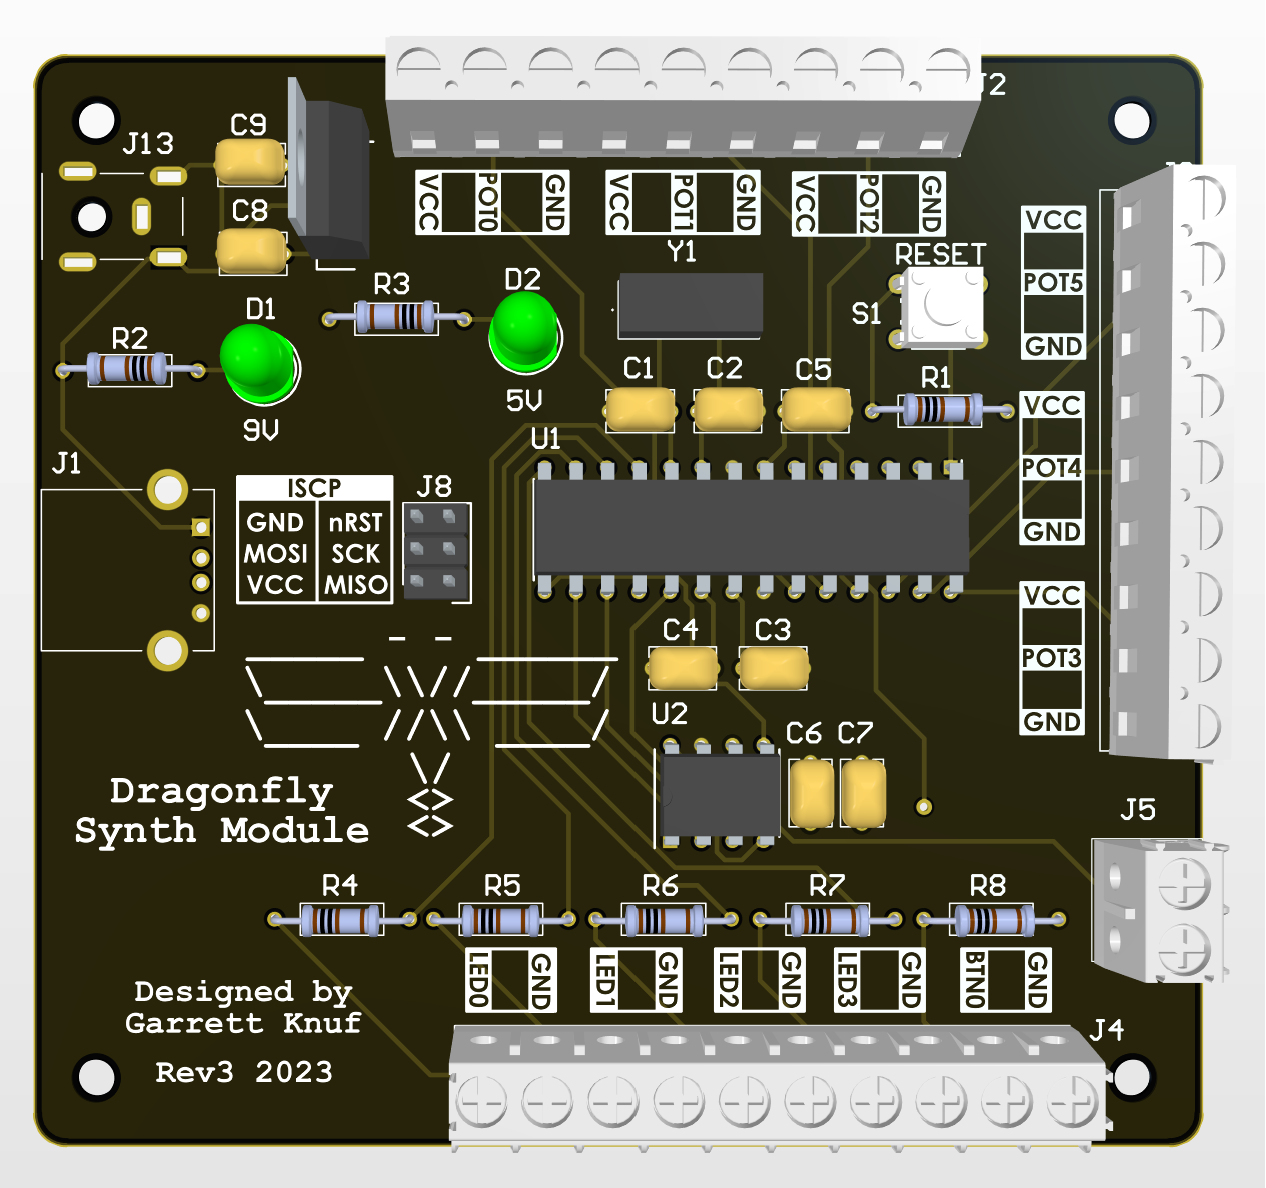 J2
C9
J13
C8
VCC POT0 GND
VCC POT1 GND
VCC POT2 GND
Y1
RESET
S1
VCC
POT5
GND
R3
D2
D1
R2
5V
9V
C1
C2
C5
R1
VCC
POT4
GND
U1
J1
ISCP
GND nRST
MOSI SCK
VCC MISO
J8
VCC
POT3
GND
C4
C3
U2
C6
C7
Dragonfly
Synth Module
J5
R4
R5
R6
R7
R8
LED0 GND
LED1 GND
LED2 GND
LED3 GND
BTN0 GND
Designed by
Garrett Knuf
Rev3 2023
J4